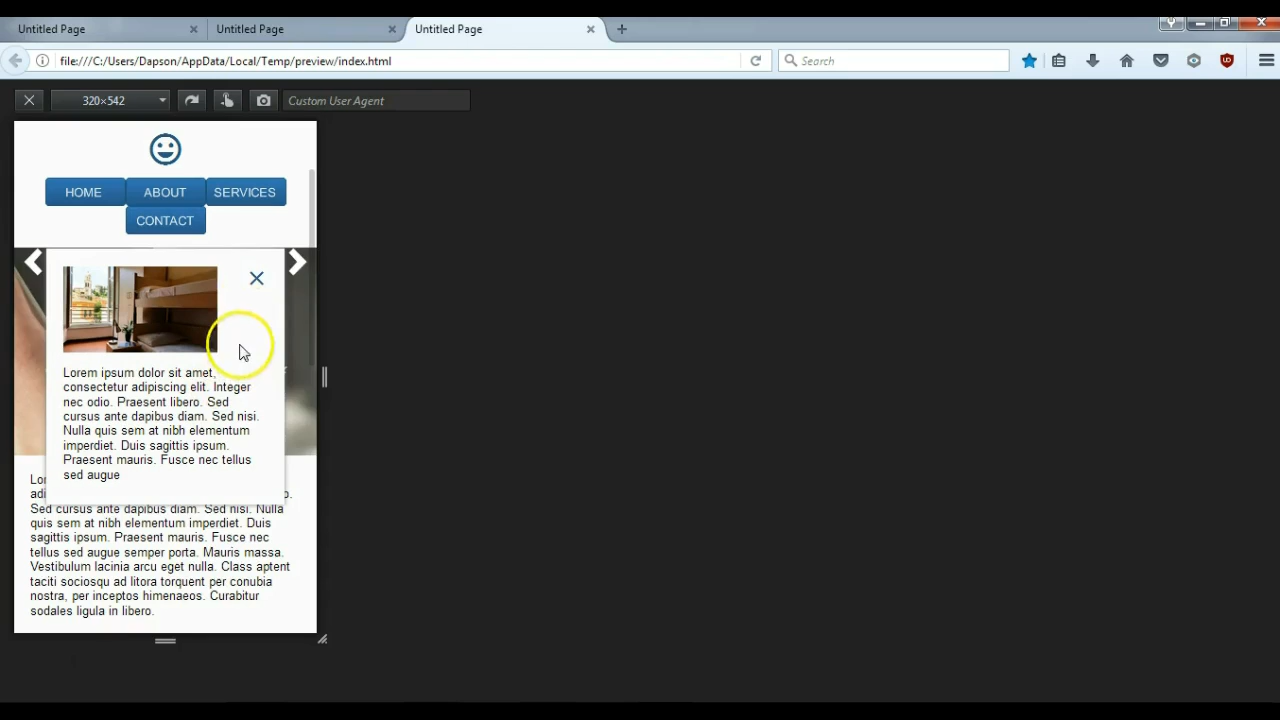 Untitled Page
Untitled Page
Untitled Page
file:///C:/Users/Dapson/AppData/Local/Temp/preview/index.html
Search
320×542
Custom User Agent
HOME
ABOUT
SERVICES
CONTACT
Lorem ipsum dolor sit amet,
consectetur adipiscing elit. Integer
nec odio. Praesent libero. Sed
cursus ante dapibus diam. Sed nisi.
Nulla quis sem at nibh elementum
imperdiet. Duis sagittis ipsum.
Praesent mauris. Fusce nec tellus
sed augue
Sed cursus ante dapibus diam. Sed nisi. Nulla
quis sem at nibh elementum imperdiet. Duis
sagittis ipsum. Praesent mauris. Fusce nec
tellus sed augue semper porta. Mauris massa.
Vestibulum lacinia arcu eget nulla. Class aptent
taciti sociosqu ad litora torquent per conubia
nostra, per inceptos himenaeos. Curabitur
sodales ligula in libero.